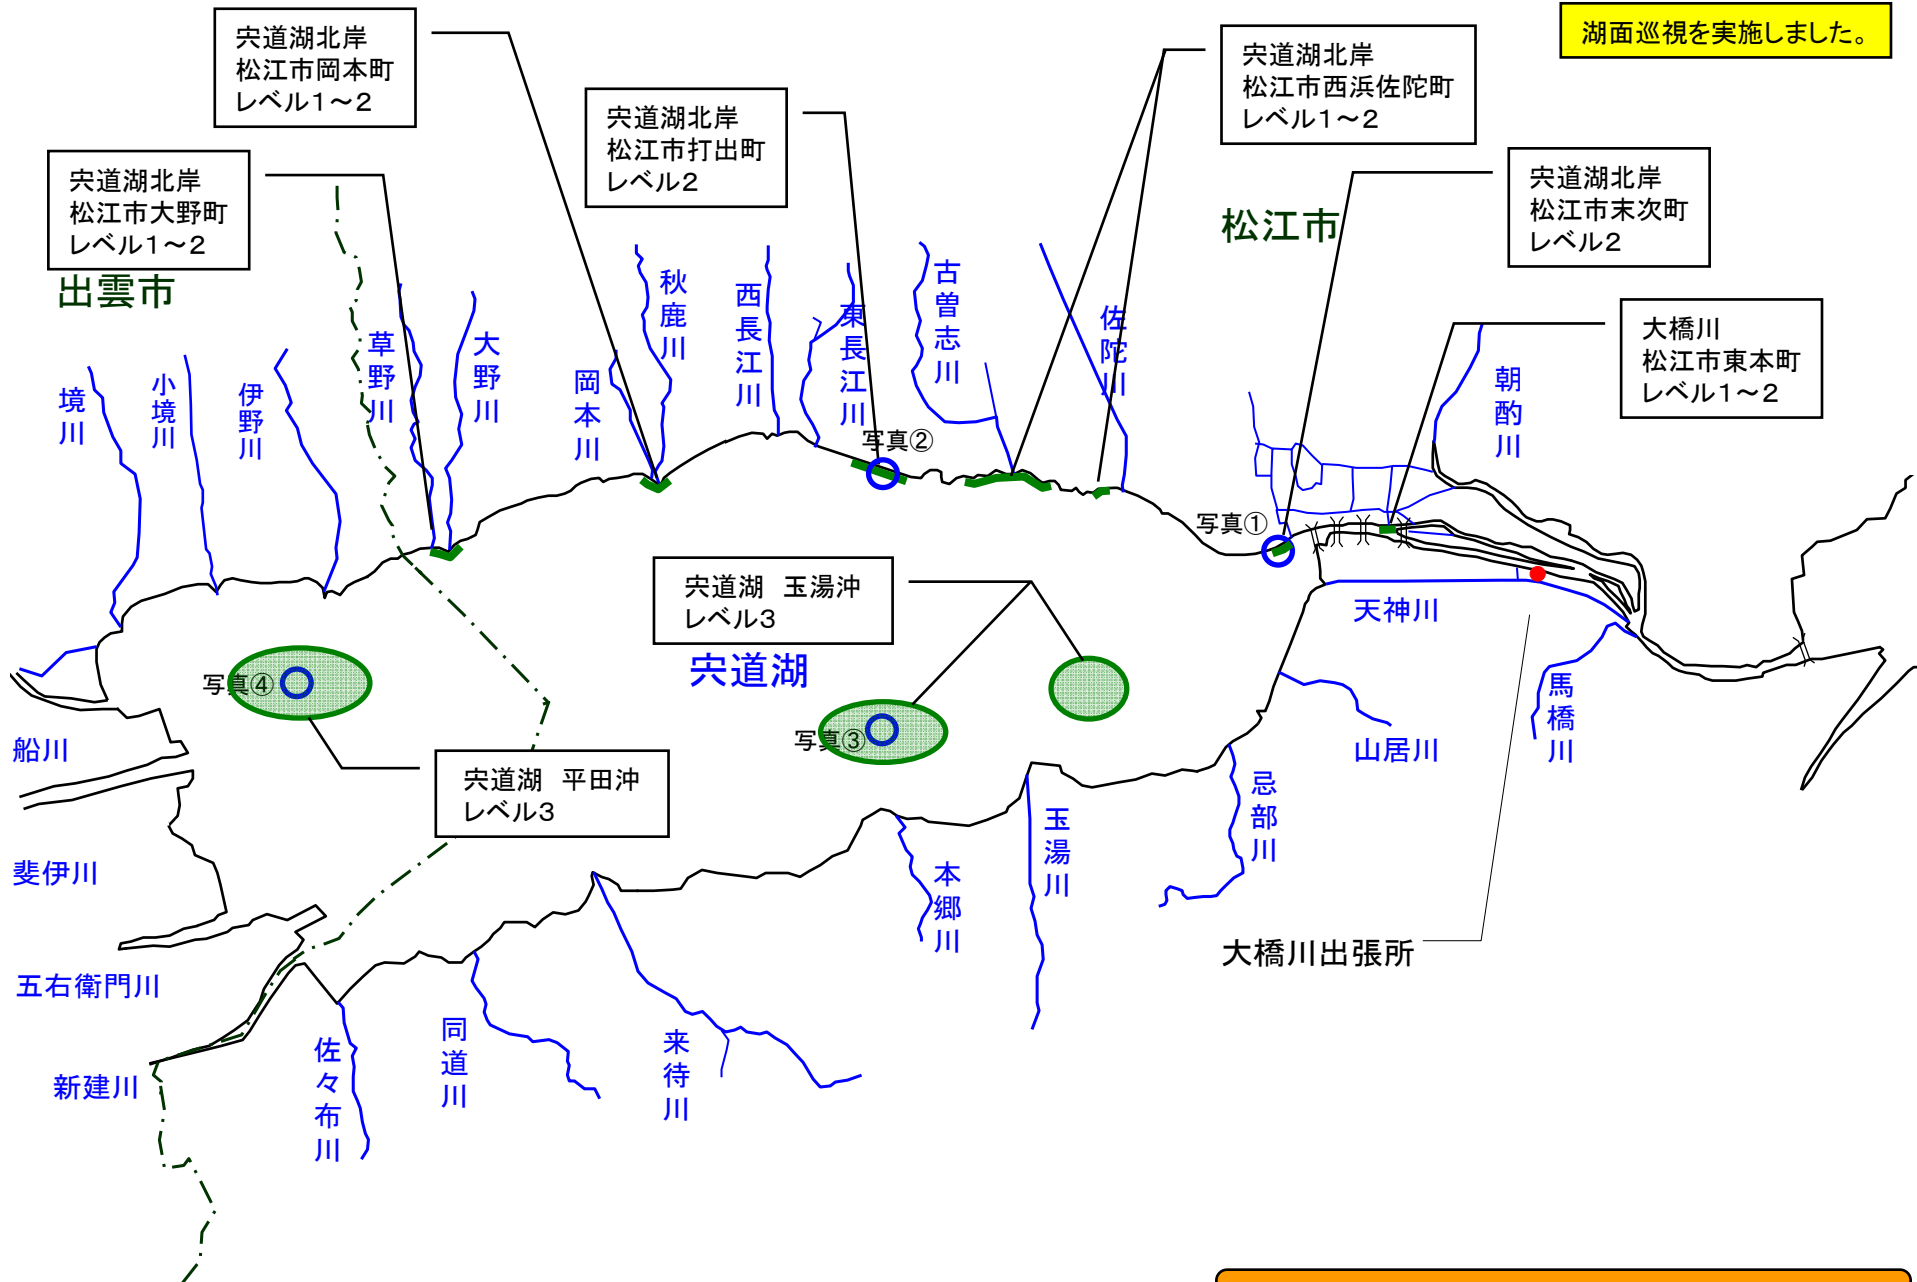 湖面巡視を実施しました。
宍道湖北岸
松江市岡本町
レベル1～2
宍道湖北岸
松江市西浜佐陀町
レベル1～2
宍道湖北岸
松江市打出町
レベル2
宍道湖北岸
松江市大野町
レベル1～2
宍道湖北岸
松江市末次町
レベル2
大橋川
松江市東本町
レベル1～2
松江市
出雲市
境川
小境川
伊野川
草野川
大野川
岡本川
秋鹿川
西長江川
東長江川
古曽志川
佐陀川
朝酌川
写真②
写真①
宍道湖 玉湯沖
レベル3
宍道湖
天神川
写真④
写真③
馬橋川
山居川
船川
宍道湖 平田沖
レベル3
忌部川
玉湯川
本郷川
斐伊川
大橋川出張所
五右衛門川
新建川
佐々布川
同道川
来待川